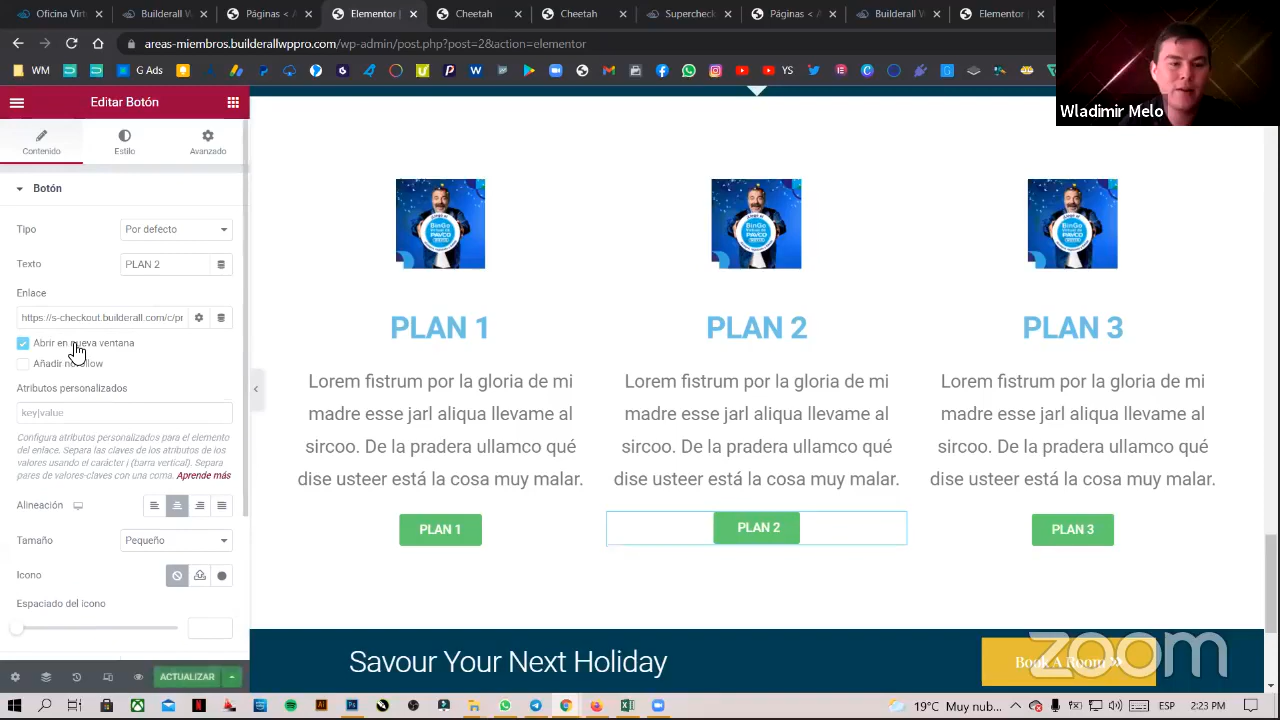 Oficina Virtu
Builderall W
Páginas < A
Elementor
Cheetah
Cheetah
Supercheck
Páginas < A
Builderall W
Elementor
areas-miembros.builderallwppro.com/wp-admin/post.php?post=2&action=elementor
WM
G Ads
YS
Wladimir Melo
Editar Botón
Contenido
Estilo
Avanzado
Botón
Tipo
Por defecto
Texto
PLAN 2
Enlace
https://s-checkout.builderall.com/c/pr
Abrir en nueva ventana
Añadir nofollow
Atributos personalizados
key|value
Configura atributos personalizados para el elemento
del enlace. Separa las claves de los atributos de los
valores usando el carácter | (barra vertical). Separa
pares de valores-claves con una coma. Aprende más
Alineación
Tamaño
Pequeño
Icono
Espaciado del icono
ACTUALIZAR
PLAN 1
Lorem fistrum por la gloria de mi
madre esse jarl aliqua llevame al
sircoo. De la pradera ullamco qué
dise usteer está la cosa muy malar.
PLAN 1
PLAN 2
Lorem fistrum por la gloria de mi
madre esse jarl aliqua llevame al
sircoo. De la pradera ullamco qué
dise usteer está la cosa muy malar.
PLAN 2
PLAN 3
Lorem fistrum por la gloria de mi
madre esse jarl aliqua llevame al
sircoo. De la pradera ullamco qué
dise usteer está la cosa muy malar.
PLAN 3
Savour Your Next Holiday
Book A Room
zoom
19°C Muy nub...
ESP
2:23 PM